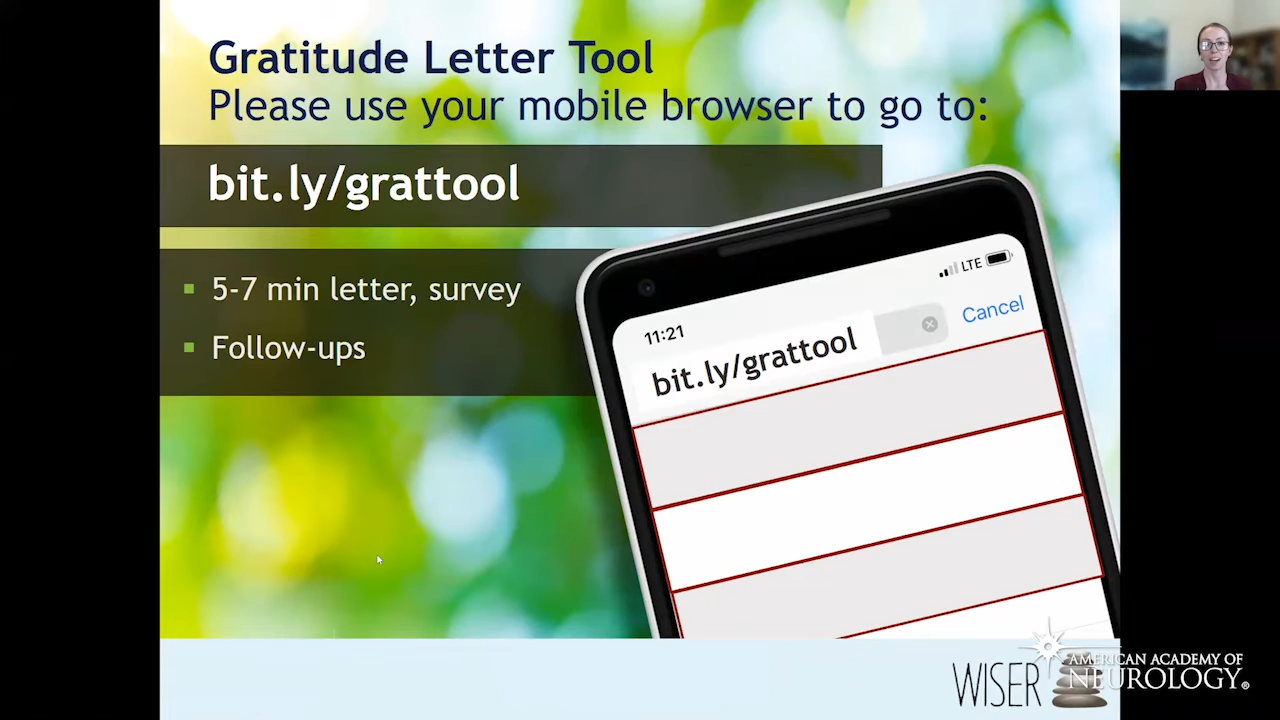 Gratitude Letter Tool
Please use your mobile browser to go to:
bit.ly/grattool
5-7 min letter, survey
Follow-ups
LTE
11:21
Cancel
bit.ly/grattool
WISER
AMERICAN ACADEMY OF
NEUROLOGY®